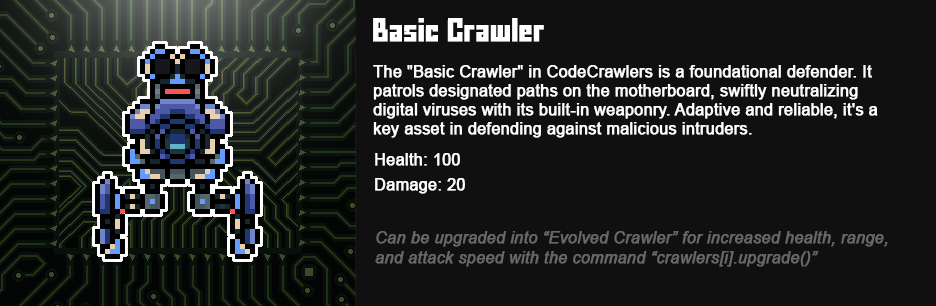 Basic Crawler
The "Basic Crawler" in CodeCrawlers is a foundational defender. It
patrols designated paths on the motherboard, swiftly neutralizing
digital viruses with its built-in weaponry. Adaptive and reliable, it's a
key asset in defending against malicious intruders.
Health: 100
Damage: 20
Can be upgraded into “Evolved Crawler” for increased health, range,
and attack speed with the command “crawlers[i].upgrade()”